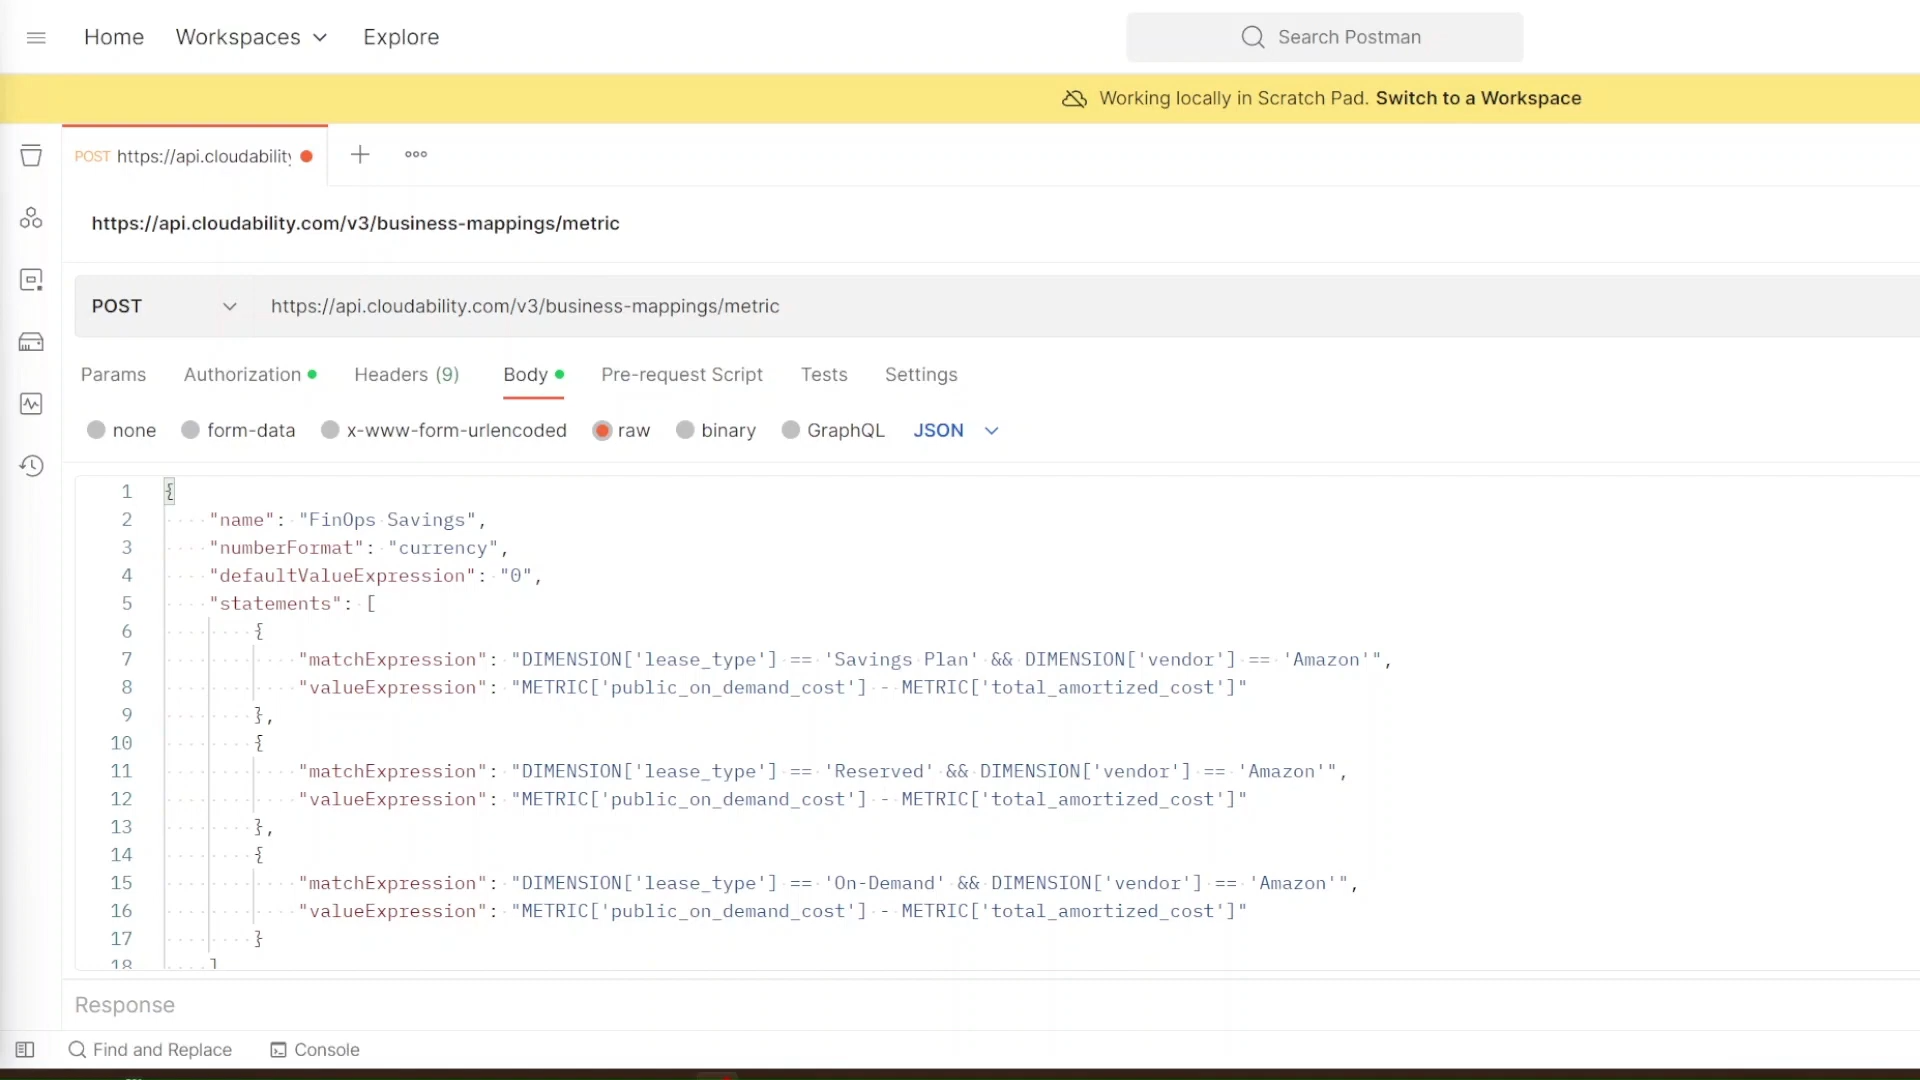 Home Workspaces Explore Search Postman
Working locally in Scratch Pad. Switch to a Workspace
POST https://api.cloudability
https://api.cloudability.com/v3/business-mappings/metric
POST https://api.cloudability.com/v3/business-mappings/metric
Params Authorization Headers (9) Body Pre-request Script Tests Settings
none form-data x-www-form-urlencoded raw binary GraphQL JSON
1 {
2 "name": "FinOps Savings",
3 "numberFormat": "currency",
4 "defaultValueExpression": "0",
5 "statements": [
6 {
7 "matchExpression": "DIMENSION['lease_type'] == 'Savings Plan' && DIMENSION['vendor'] == 'Amazon'",
8 "valueExpression": "METRIC['public_on_demand_cost'] - METRIC['total_amortized_cost']"
9 },
10 {
11 "matchExpression": "DIMENSION['lease_type'] == 'Reserved' && DIMENSION['vendor'] == 'Amazon'",
12 "valueExpression": "METRIC['public_on_demand_cost'] - METRIC['total_amortized_cost']"
13 },
14 {
15 "matchExpression": "DIMENSION['lease_type'] == 'On-Demand' && DIMENSION['vendor'] == 'Amazon'",
16 "valueExpression": "METRIC['public_on_demand_cost'] - METRIC['total_amortized_cost']"
17 }
18 ]
Response
Find and Replace Console